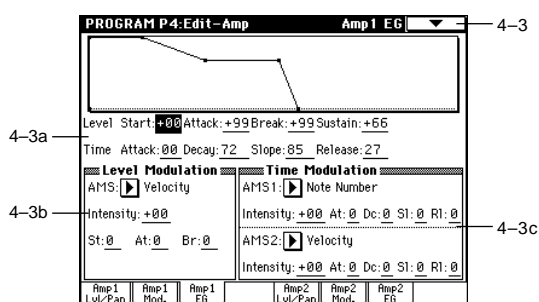 PROGRAM P4:Edit-Amp Amp1 EG
4–3
Level Start:+00 Attack:+99 Break:+99 Sustain:+66
4–3a
Time Attack:00 Decay:72 Slope:85 Release:27
Level Modulation
Time Modulation
AMS: Velocity
AMS1: Note Number
4–3b
Intensity:+00
Intensity:+00 At:0 Dc:0 Sl:0 Rl:0
4–3c
St:0 At:0 Br:0
AMS2: Velocity
Intensity:+00 At:0 Dc:0 Sl:0 Rl:0
Amp1 Lvl/Pan
Amp1 Mod.
Amp1 EG
Amp2 Lvl/Pan
Amp2 Mod.
Amp2 EG